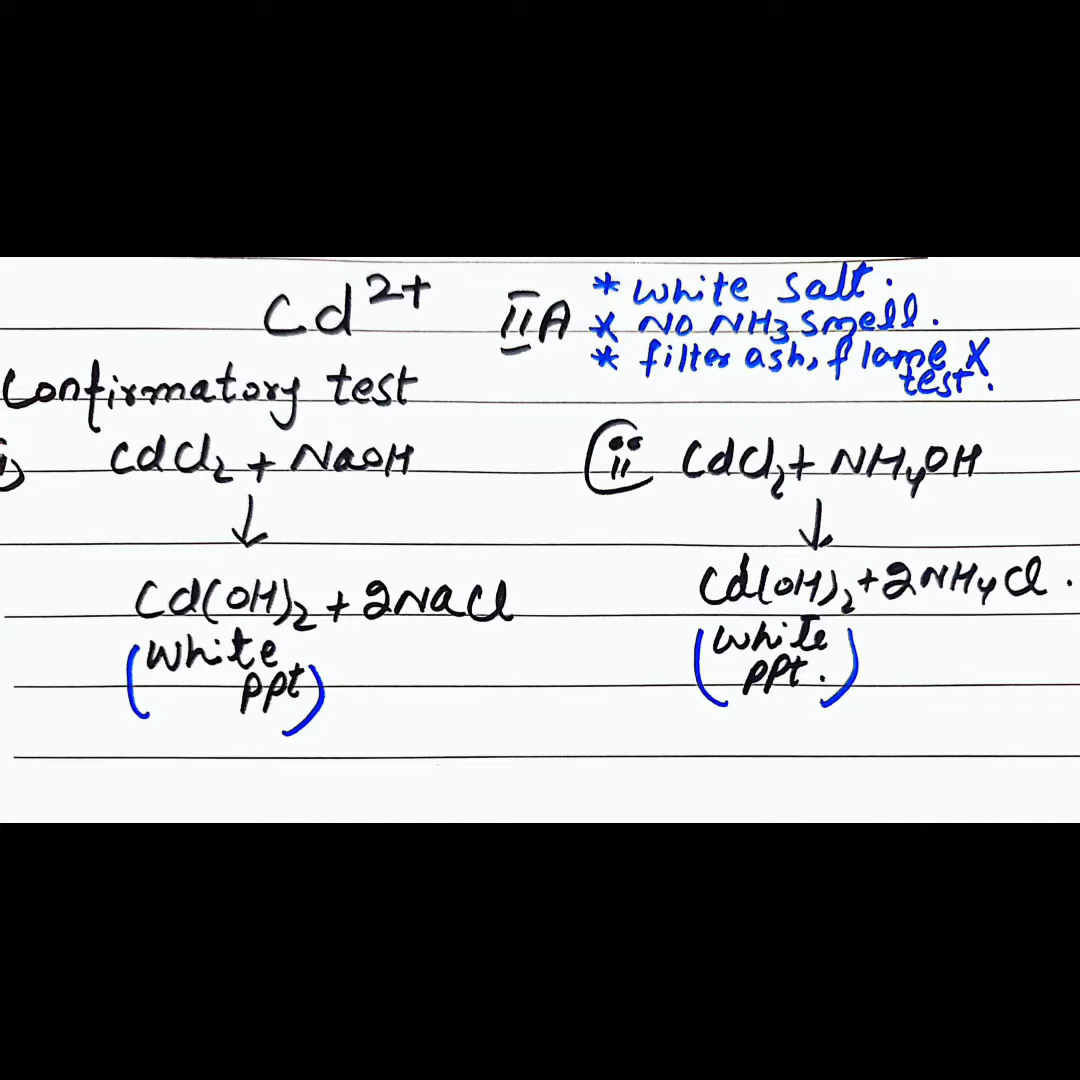 Cd²⁺ IIA * white salt.
* NO NH₃ smell.
* filter ash, flame X
test.
Confirmatory test
i) CdCl₂ + NaOH
↓
Cd(OH)₂ + 2NaCl
(white
ppt)
(ii CdCl₂ + NH₄OH
↓
Cd(OH)₂ + 2NH₄Cl.
(white
ppt.)